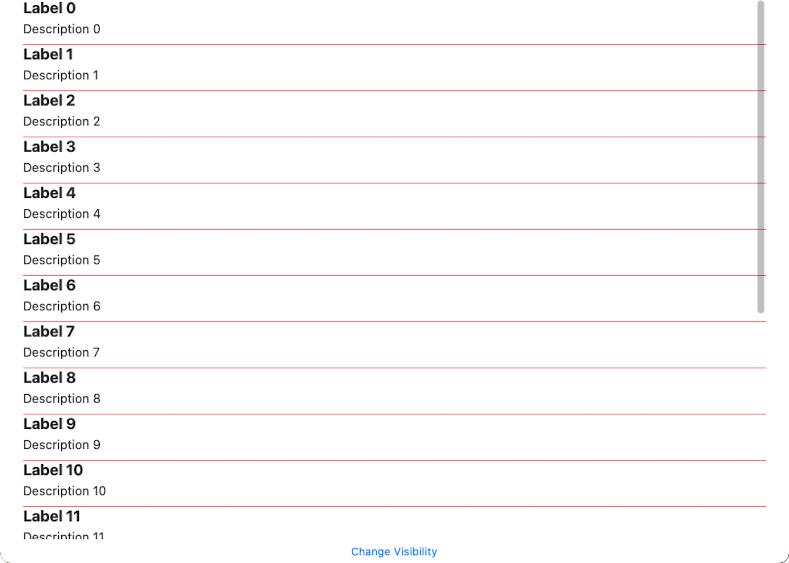 Label 0
Description 0
Label 1
Description 1
Label 2
Description 2
Label 3
Description 3
Label 4
Description 4
Label 5
Description 5
Label 6
Description 6
Label 7
Description 7
Label 8
Description 8
Label 9
Description 9
Label 10
Description 10
Label 11
Description 11
Change Visibility